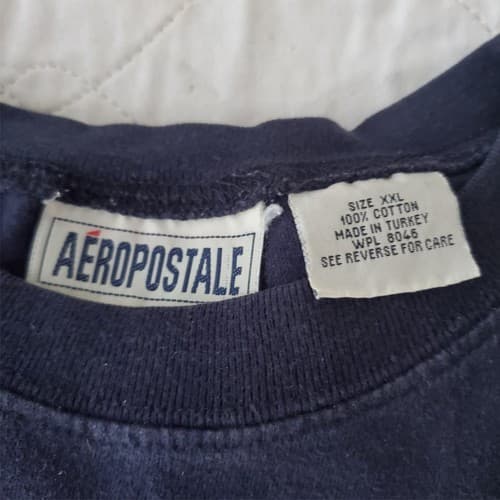 AÉROPOSTALE
SIZE XXL
100% COTTON
MADE IN TURKEY
WPL 8046
SEE REVERSE FOR CARE